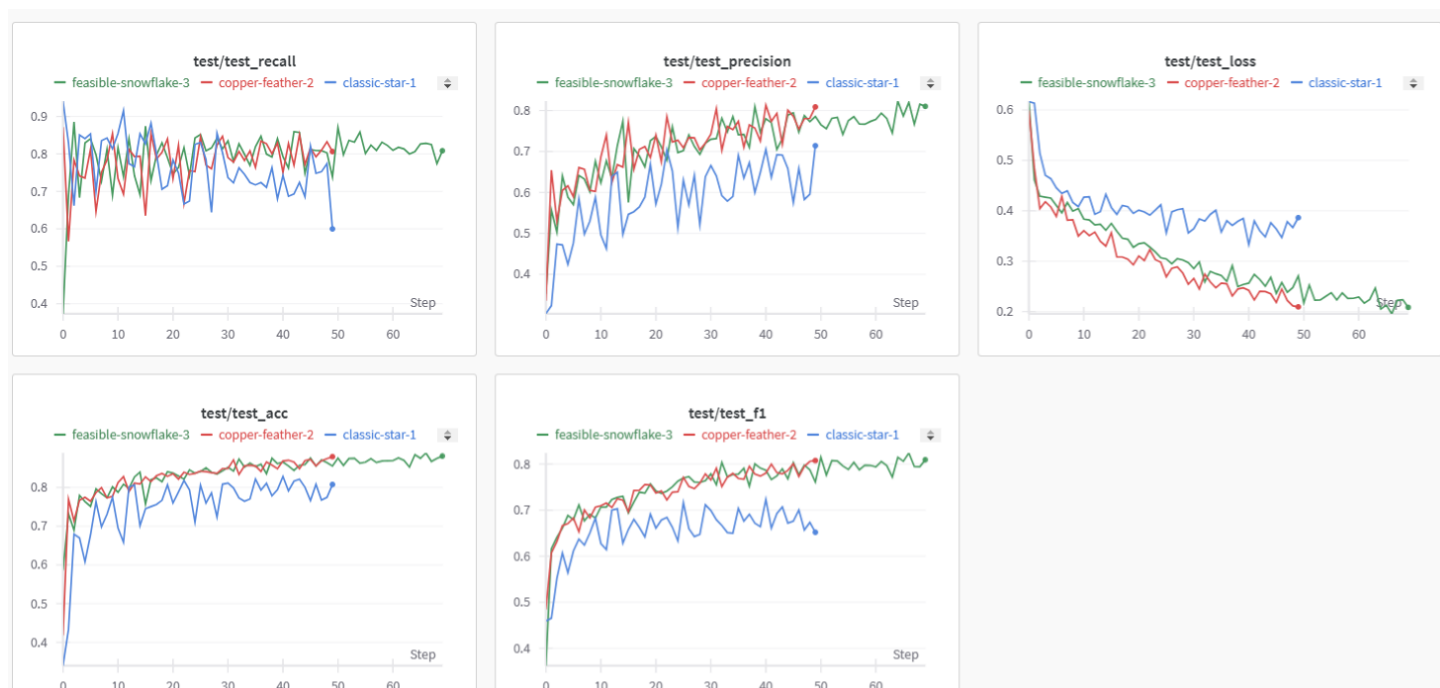 test/test_recall
feasible-snowflake-3 copper-feather-2 classic-star-1
0.9
0.8
0.7
0.6
0.5
0.4
Step
0 10 20 30 40 50 60
test/test_precision
feasible-snowflake-3 copper-feather-2 classic-star-1
0.8
0.7
0.6
0.5
0.4
Step
0 10 20 30 40 50 60
test/test_loss
feasible-snowflake-3 copper-feather-2 classic-star-1
0.6
0.5
0.4
0.3
0.2
Step
0 10 20 30 40 50 60
test/test_acc
feasible-snowflake-3 copper-feather-2 classic-star-1
0.8
0.7
0.6
0.5
0.4
Step
0 10 20 30 40 50 60
test/test_f1
feasible-snowflake-3 copper-feather-2 classic-star-1
0.8
0.7
0.6
0.5
0.4
Step
0 10 20 30 40 50 60